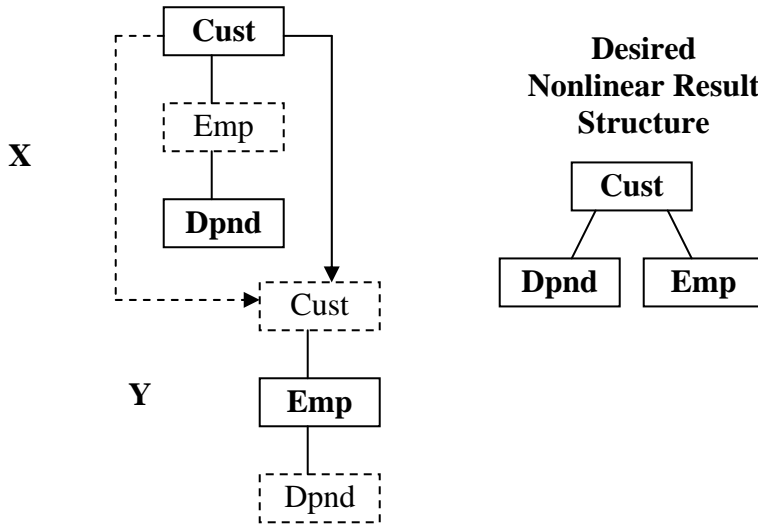 Cust
Emp
Dpnd
X
Cust
Emp
Dpnd
Y
Desired
Nonlinear Result
Structure
Cust
Dpnd Emp